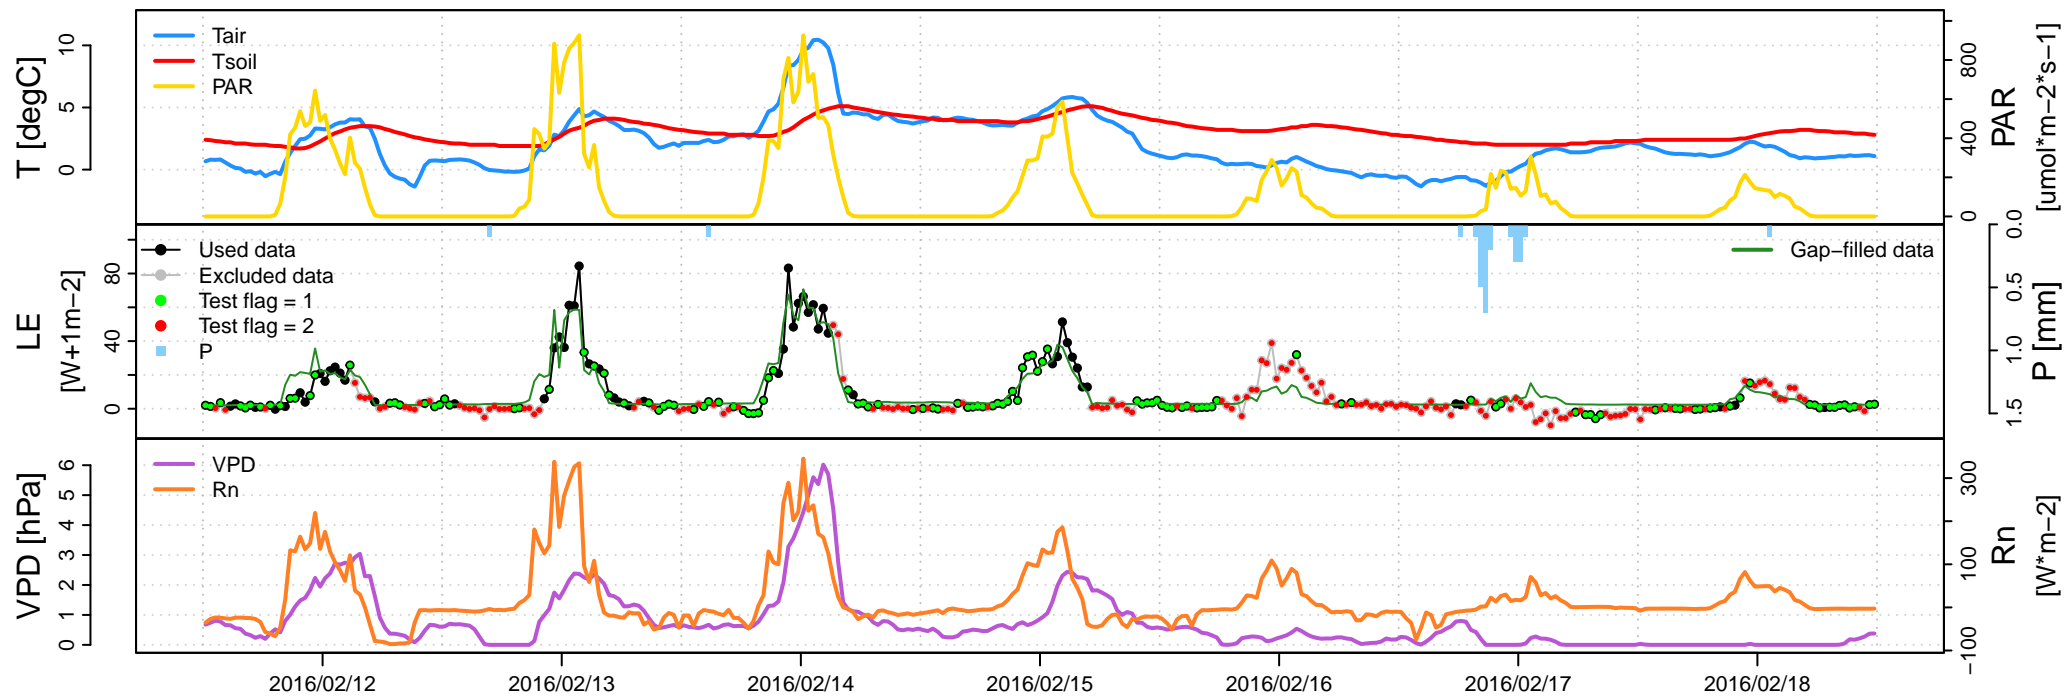 T [degC]
0 5 10
Tair
Tsoil
PAR
0 400 800
PAR
[umol*m−2*s−1]
LE
[W+1m−2]
0 40 80
Used data
Excluded data
Test flag = 1
Test flag = 2
P
Gap−filled data
0.0 0.5 1.0 1.5
P [mm]
VPD [hPa]
0 1 2 3 4 5 6
VPD
Rn
−100 100 300
Rn
[W*m−2]
2016/02/12 2016/02/13 2016/02/14 2016/02/15 2016/02/16 2016/02/17 2016/02/18